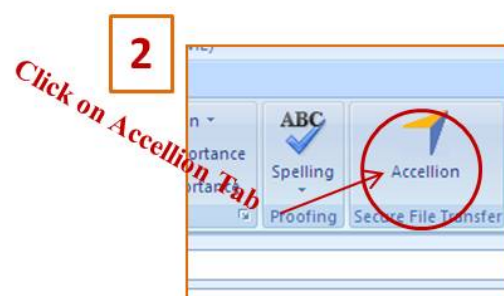 2
Click on Accellion Tab
ABC
Spelling
Accellion
Proofing
Secure File Transfer